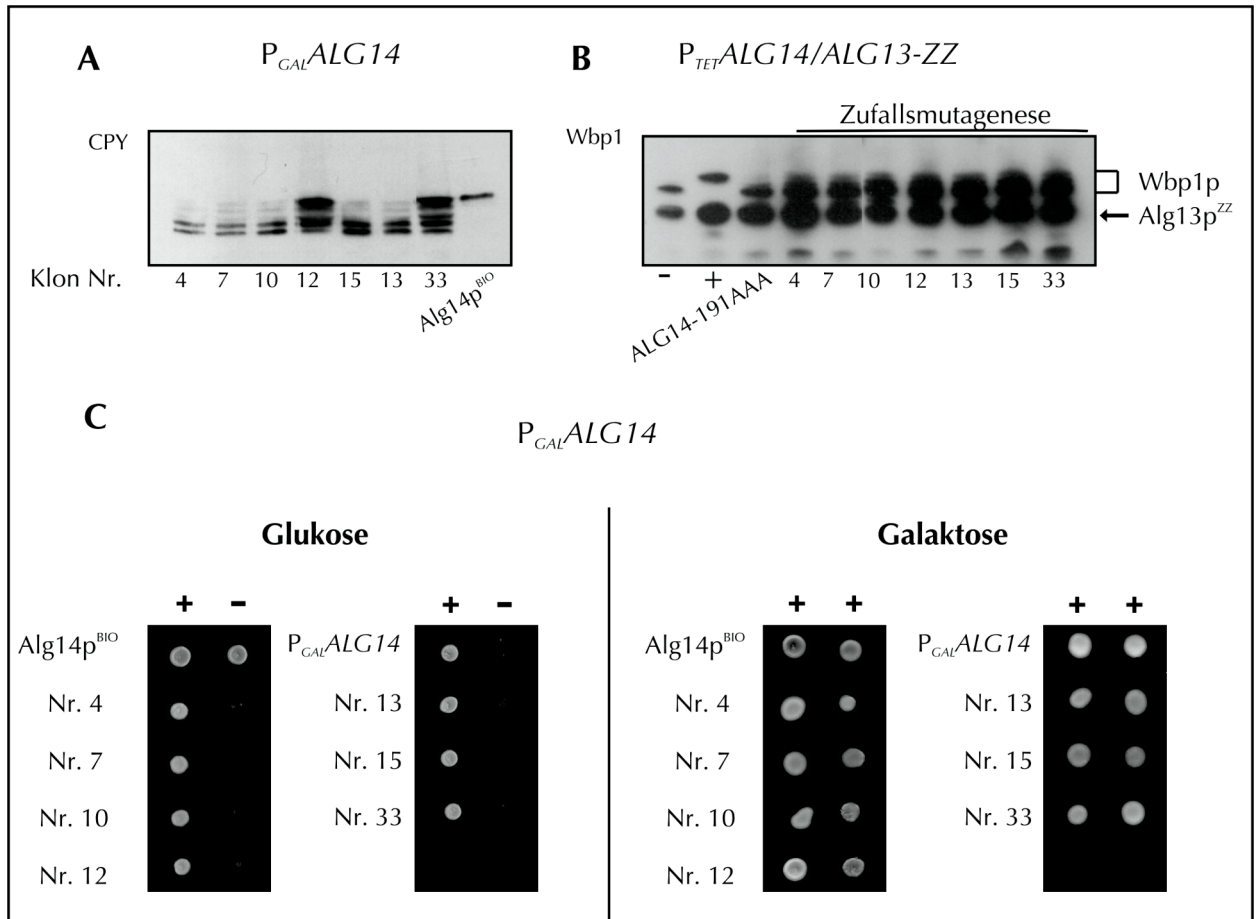 A
P_GAL ALG14
CPY
Klon Nr. 4 7 10 12 15 13 33 Alg14p^BIO
B
P_TET ALG14/ALG13-ZZ
Zufallsmutagenese
Wbp1
Wbp1p
Alg13p^ZZ
- + ALG14-191AAA 4 7 10 12 13 15 33
C
P_GAL ALG14
Glukose
+ -
Alg14p^BIO
Nr. 4
Nr. 7
Nr. 10
Nr. 12
+ -
P_GAL ALG14
Nr. 13
Nr. 15
Nr. 33
Galaktose
+ +
Alg14p^BIO
Nr. 4
Nr. 7
Nr. 10
Nr. 12
+ +
P_GAL ALG14
Nr. 13
Nr. 15
Nr. 33